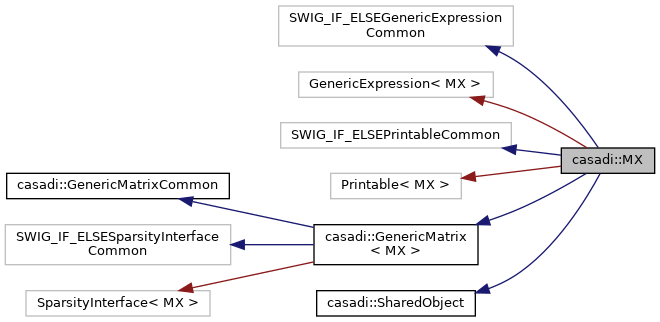 SWIG_IF_ELSEGenericExpression
Common
GenericExpression< MX >
SWIG_IF_ELSEPrintableCommon
casadi::MX
Printable< MX >
casadi::GenericMatrixCommon
SWIG_IF_ELSESparsityInterface
Common
casadi::GenericMatrix
< MX >
SparsityInterface< MX >
casadi::SharedObject